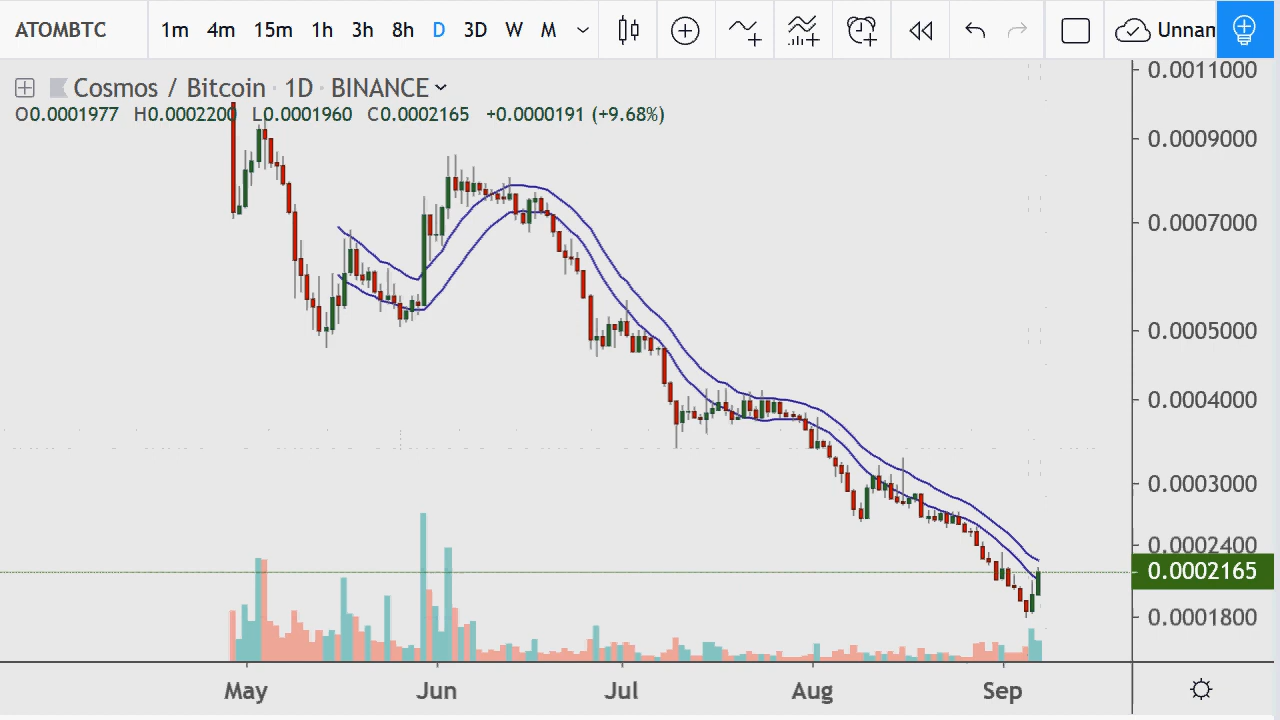 ATOMBTC 1m 4m 15m 1h 3h 8h D 3D W M Unnan
Cosmos / Bitcoin · 1D · BINANCE
O0.0001977 H0.0002200 L0.0001960 C0.0002165 +0.0000191 (+9.68%)
0.0011000
0.0009000
0.0007000
0.0005000
0.0004000
0.0003000
0.0002400
0.0002165
0.0001800
May Jun Jul Aug Sep